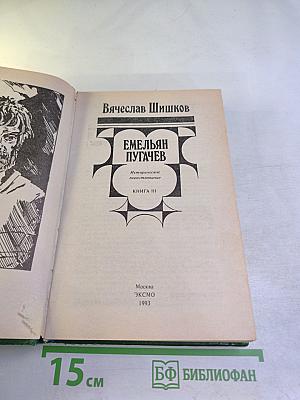 Вячеслав Шишков
ЕМЕЛЬЯН
ПУГАЧЕВ
Историческое
повествование
КНИГА III
Москва
ЭКСМО
1993
15 см
БФ БИБЛИОФАН